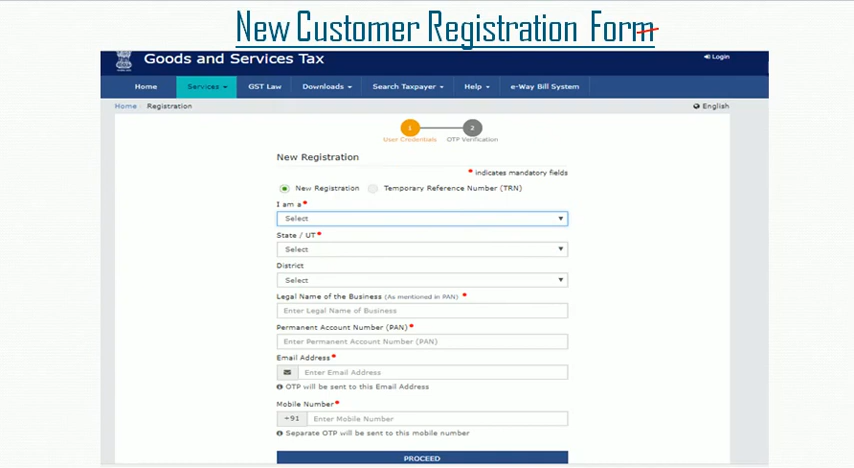 New Customer Registration Form
Goods and Services Tax
Login
Home Services GST Law Downloads Search Taxpayer Help e-Way Bill System
Home Registration English
1 2
User Credentials OTP Verification
New Registration
* indicates mandatory fields
New Registration Temporary Reference Number (TRN)
I am a*
Select
State / UT*
Select
District
Select
Legal Name of the Business (As mentioned in PAN) *
Enter Legal Name of Business
Permanent Account Number (PAN)*
Enter Permanent Account Number (PAN)
Email Address*
Enter Email Address
OTP will be sent to this Email Address
Mobile Number*
+91 Enter Mobile Number
Separate OTP will be sent to this mobile number
PROCEED